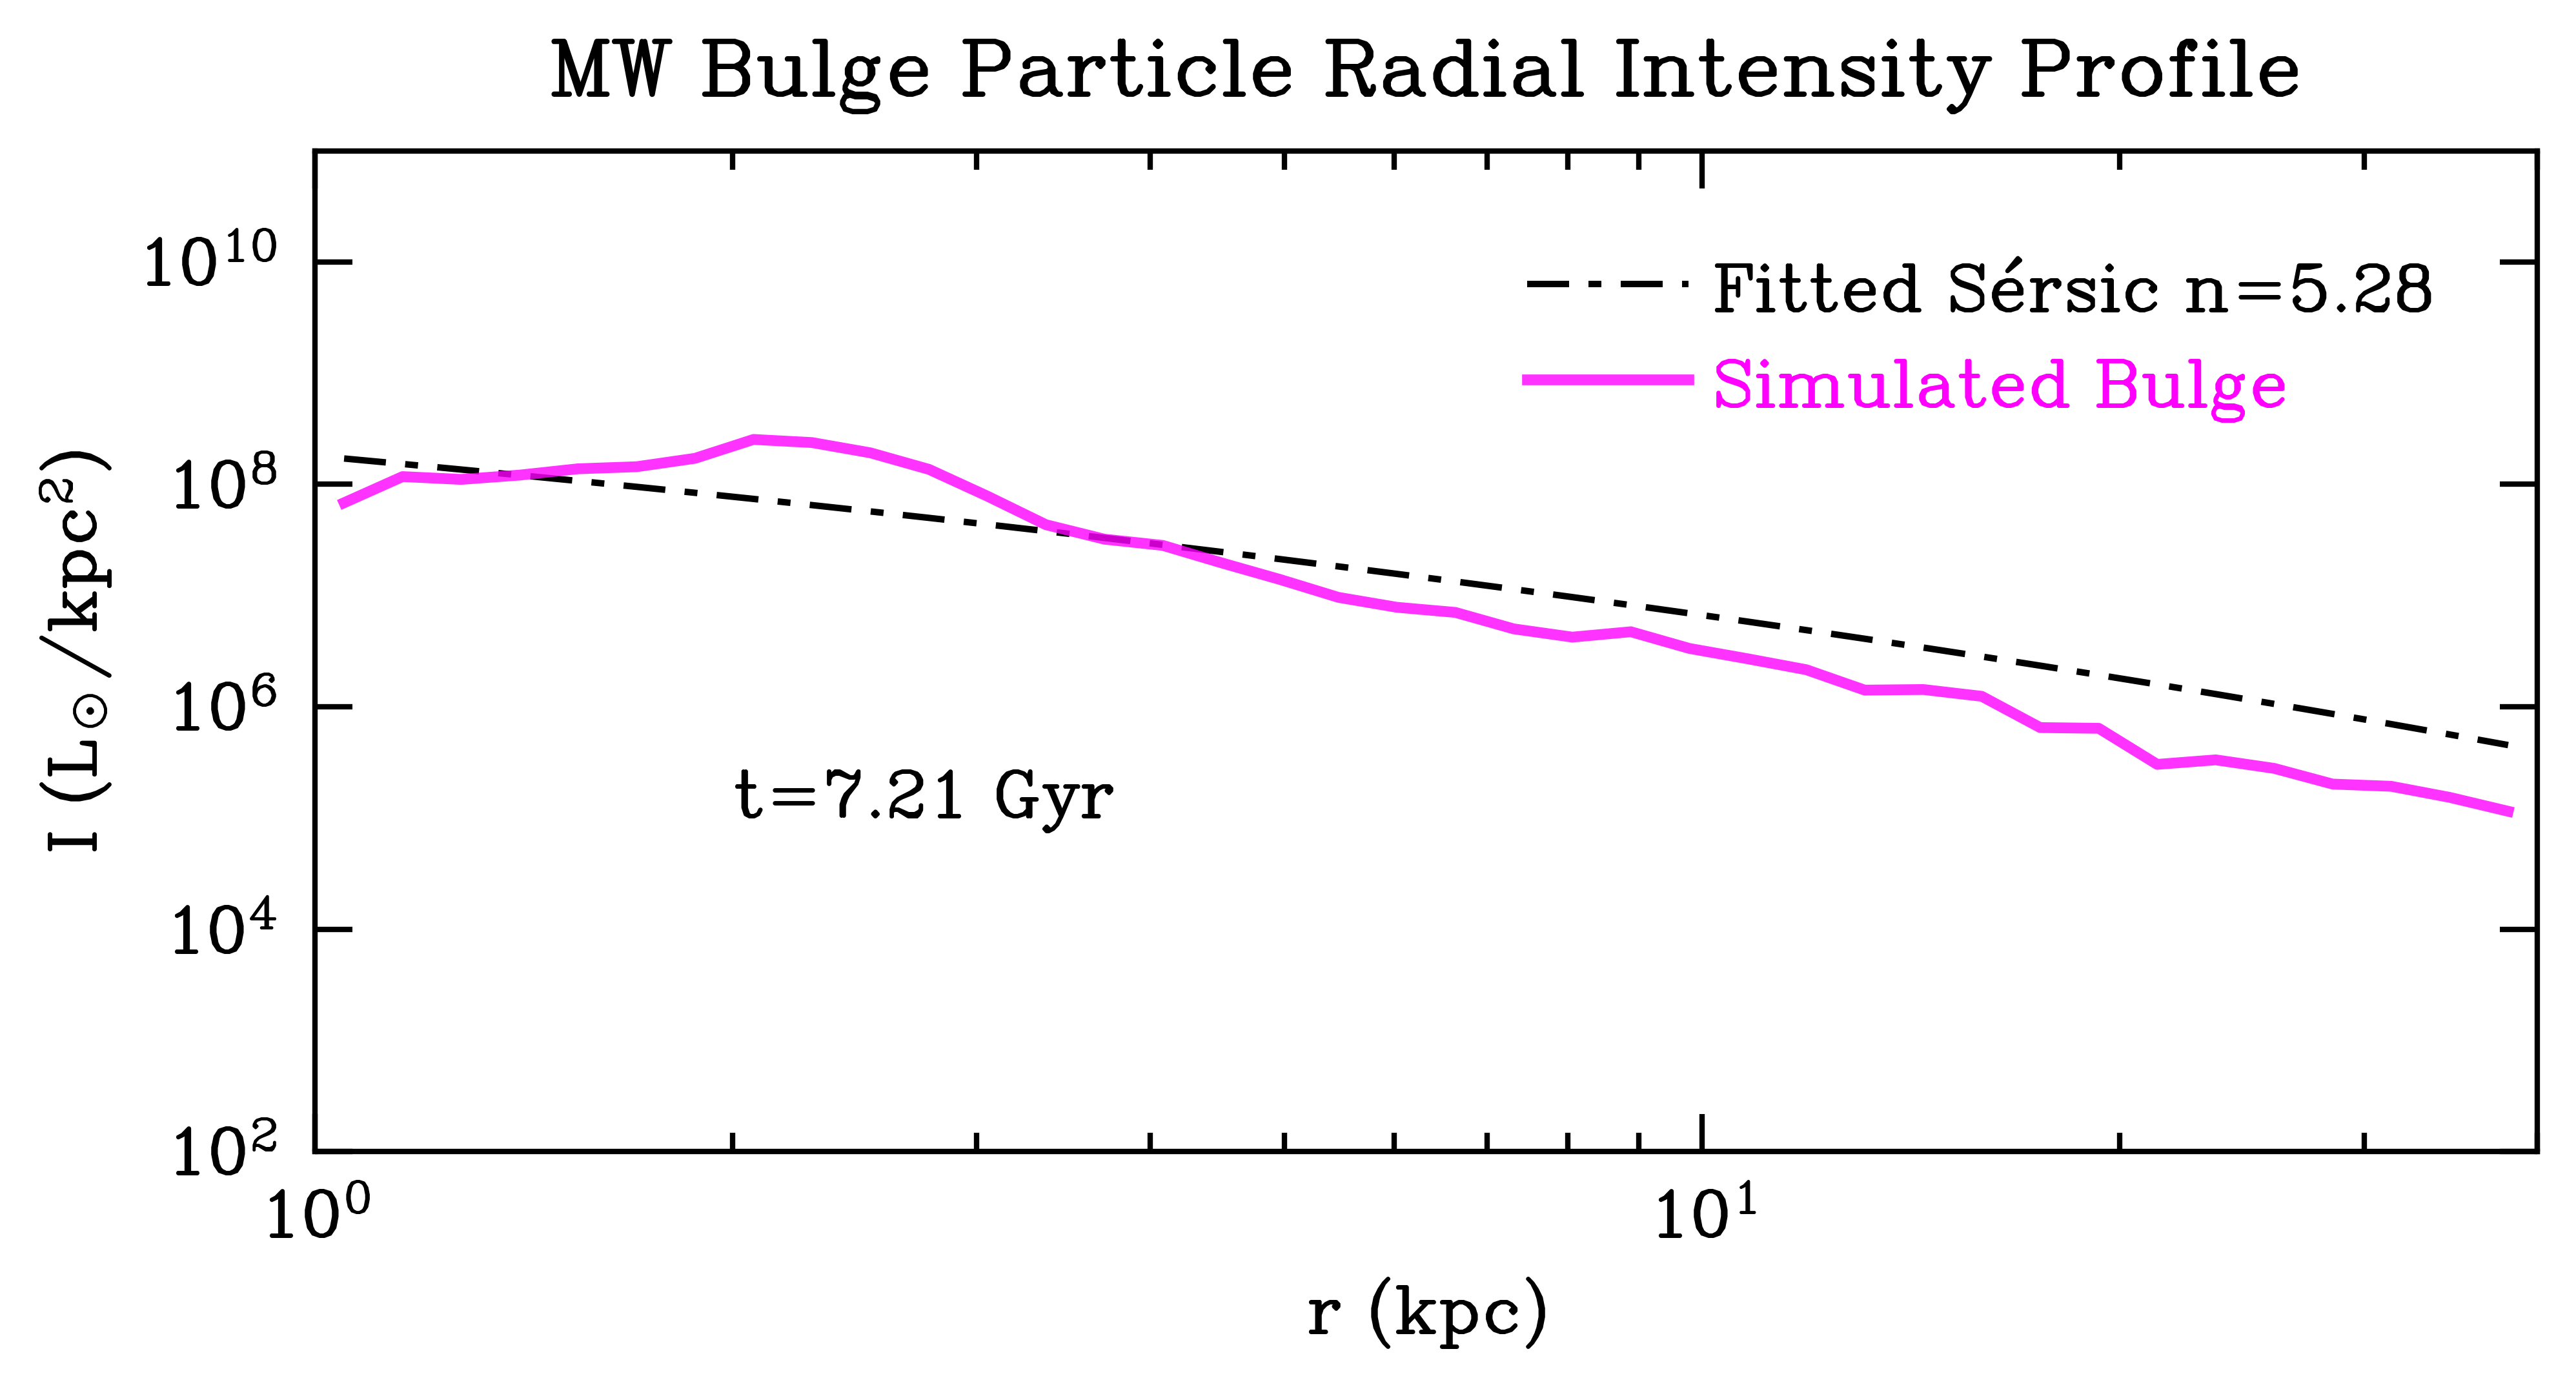 MW Bulge Particle Radial Intensity Profile
10¹⁰
10⁸
10⁶
10⁴
10²
I (L☉/kpc²)
Fitted Sérsic n=5.28
Simulated Bulge
t=7.21 Gyr
10⁰
10¹
r (kpc)